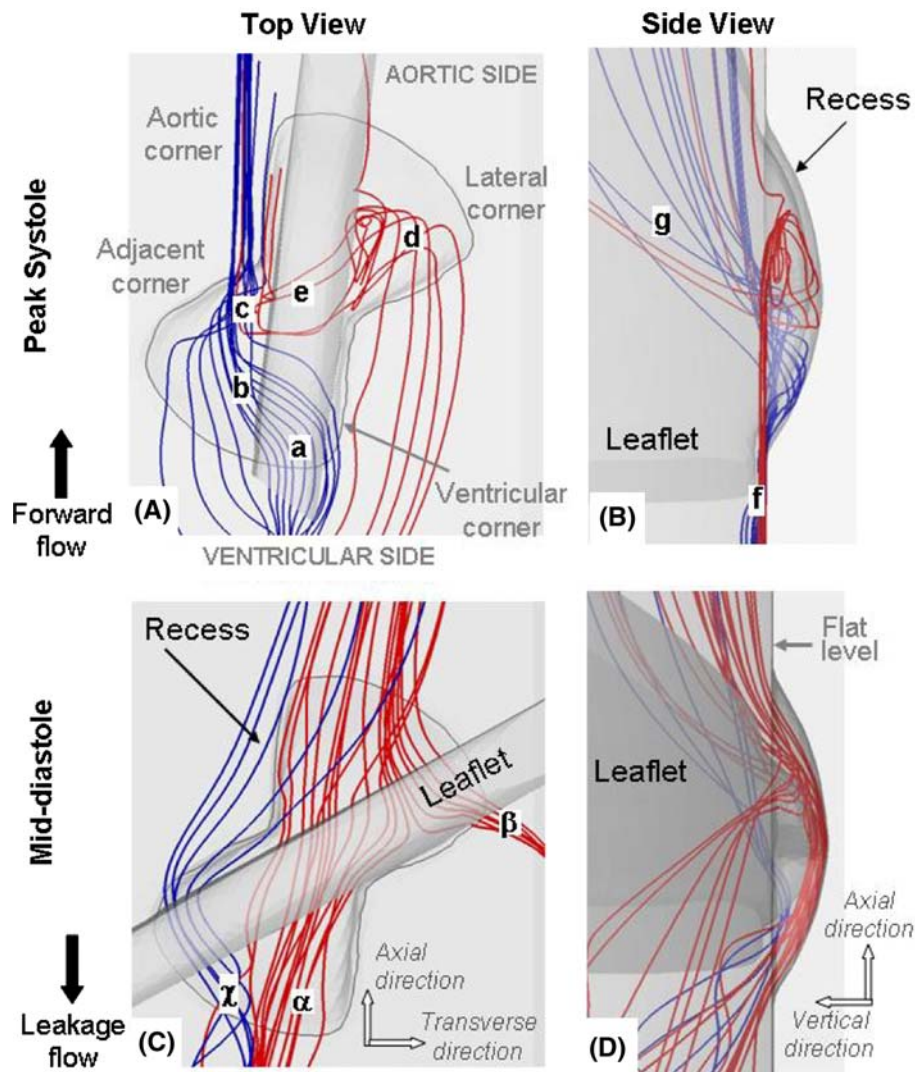 Top View
Side View
AORTIC SIDE
Aortic
corner
Lateral
corner
Adjacent
corner
d
e
c
b
a
Ventricular
corner
(A)
VENTRICULAR SIDE
Recess
g
Leaflet
f
(B)
Peak Systole
Forward
flow
Recess
Leaflet
β
χ
α
Axial
direction
Transverse
direction
(C)
Flat
level
Leaflet
Axial
direction
Vertical
direction
(D)
Mid-diastole
Leakage
flow